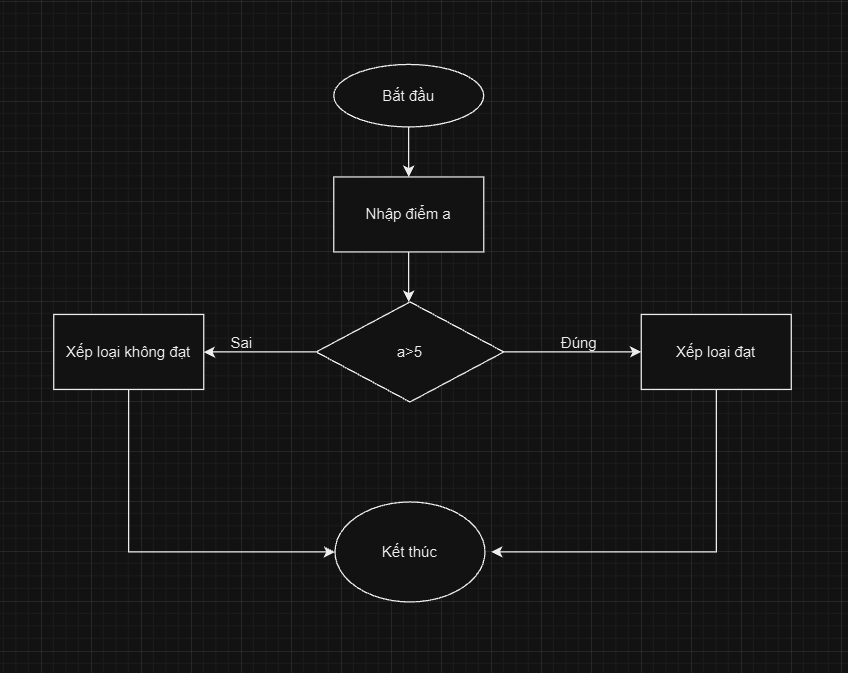 Bắt đầu
Nhập điểm a
Sai
Đúng
Xếp loại không đạt
a>5
Xếp loại đạt
Kết thúc